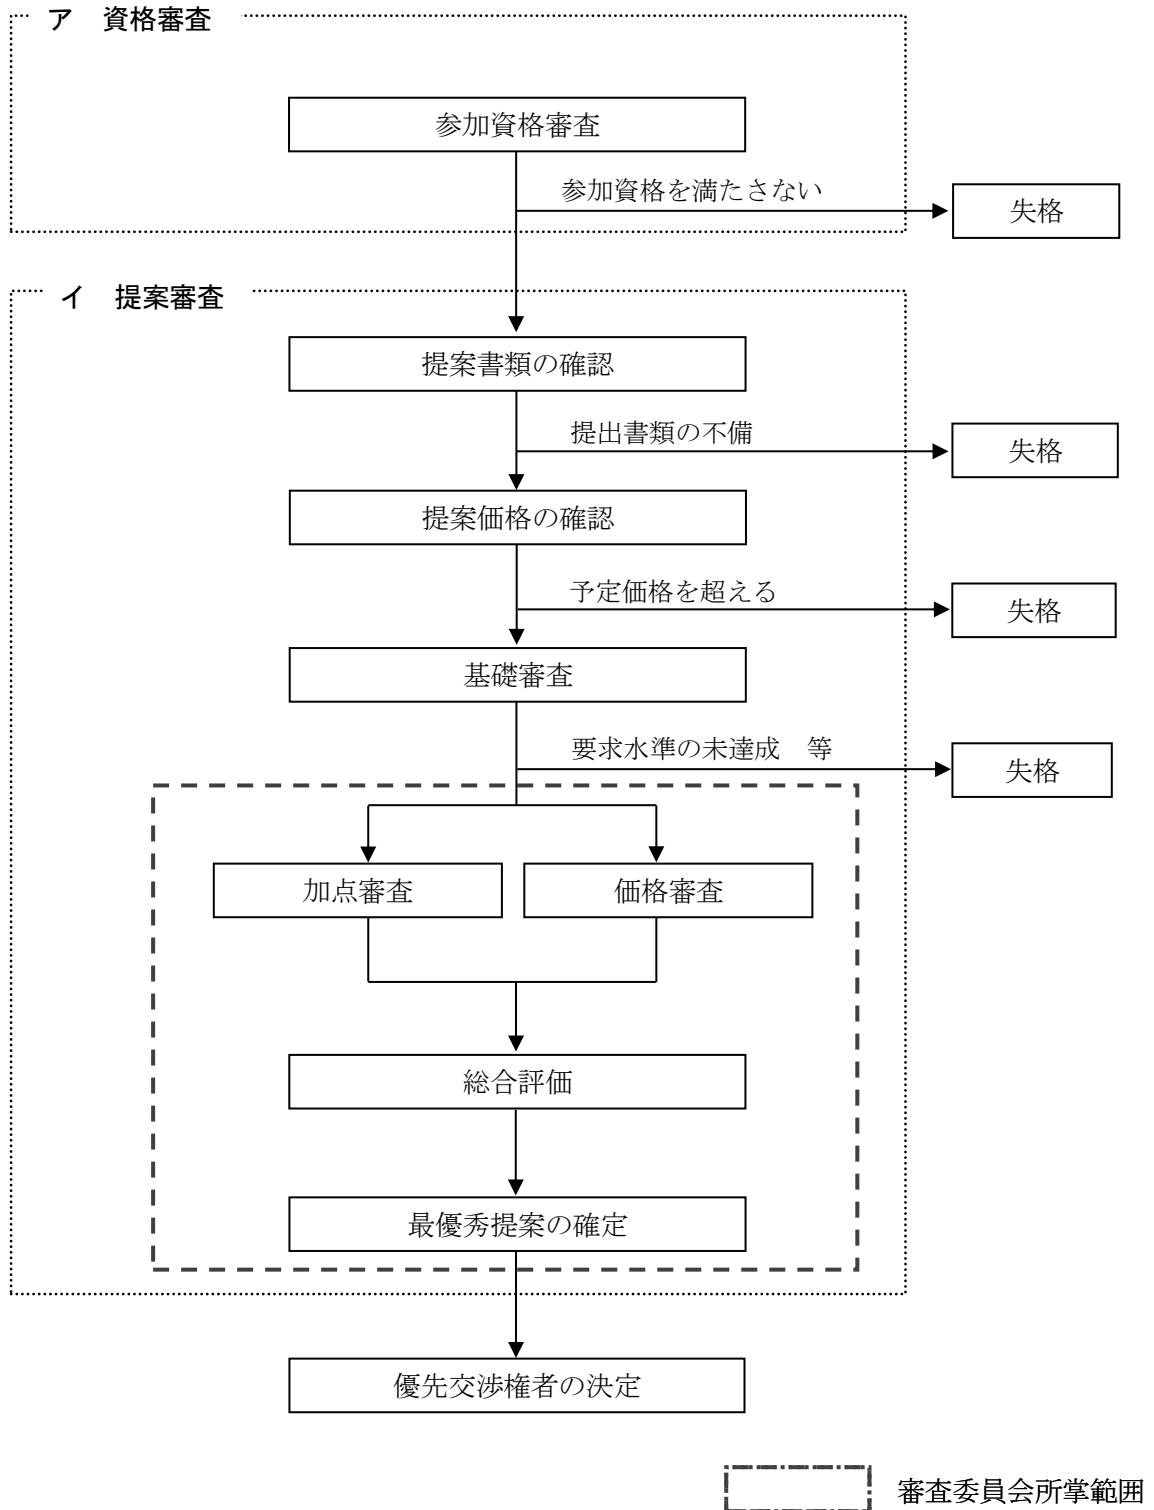 ア　資格審査
参加資格審査
参加資格を満たさない
失格
イ　提案審査
提案書類の確認
提出書類の不備
失格
提案価格の確認
予定価格を超える
失格
基礎審査
要求水準の未達成　等
失格
加点審査
価格審査
総合評価
最優秀提案の確定
優先交渉権者の決定
審査委員会所掌範囲